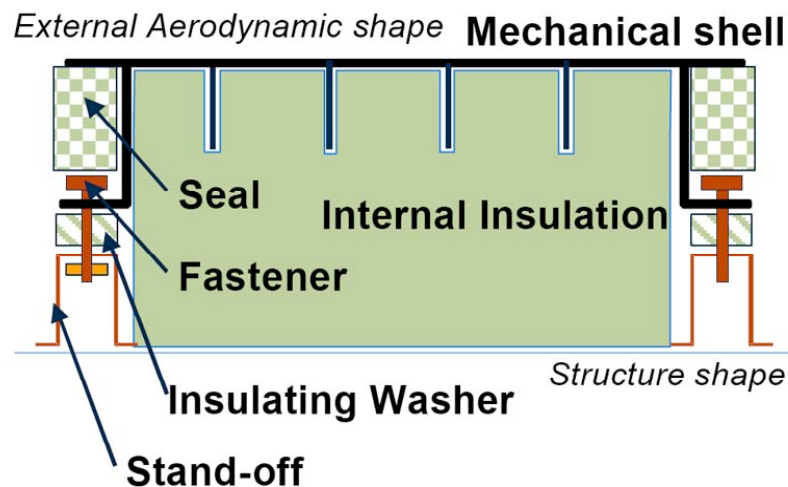 External Aerodynamic shape
Mechanical shell
Seal
Internal Insulation
Fastener
Structure shape
Insulating Washer
Stand-off